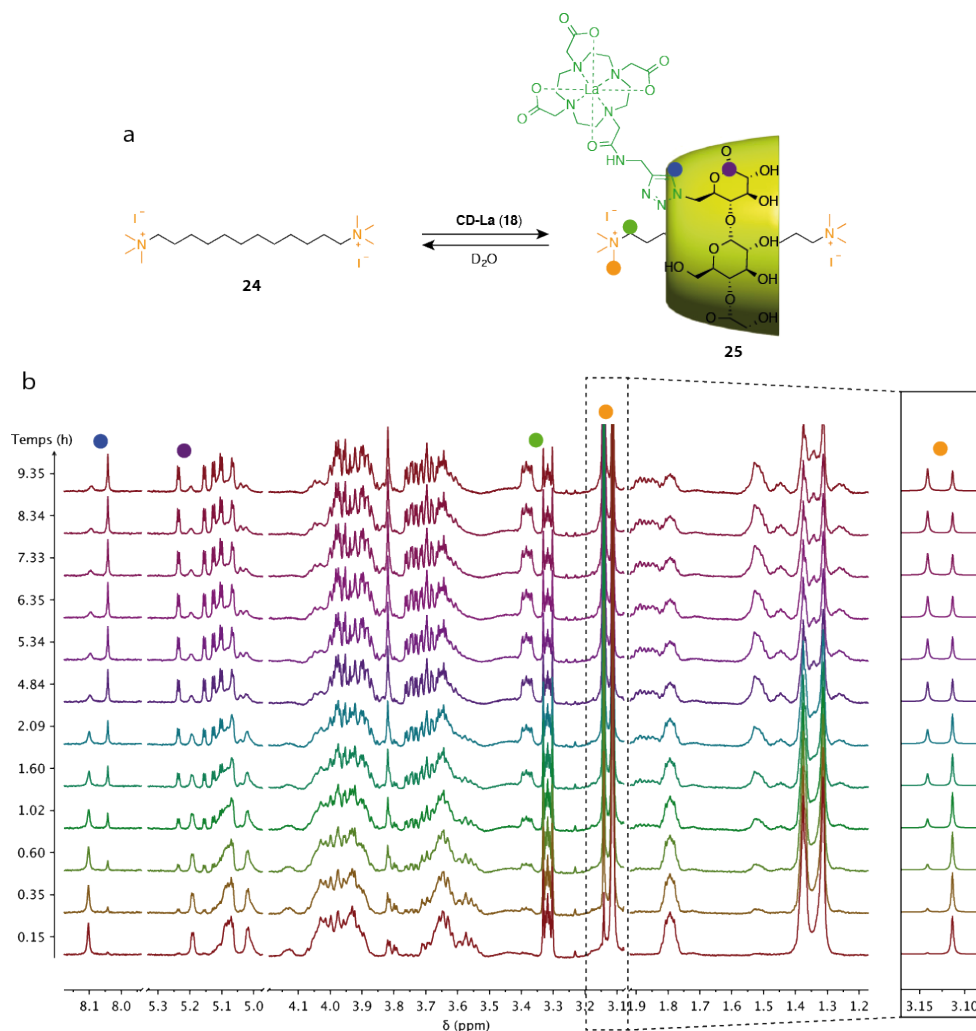 a
O
O
O
O
O
O
O
N
N
N
N
La
HN
N
N
N
O
O
OH
OH
I⁻
N
+
N
+
I⁻
24
CD-La (18)
D₂O
I⁻
N
+
O
O
OH
HO
O
OH
O
O
OH
N
+
I⁻
25
b
Temps (h)
9.35
8.34
7.33
6.35
5.34
4.84
2.09
1.60
1.02
0.60
0.35
0.15
8.1 8.0 5.3 5.2 5.1 5.0 4.1 4.0 3.9 3.8 3.7 3.6 3.5 3.4 3.3 3.2 3.1 1.9 1.8 1.7 1.6 1.5 1.4 1.3 1.2
3.15 3.10
δ (ppm)